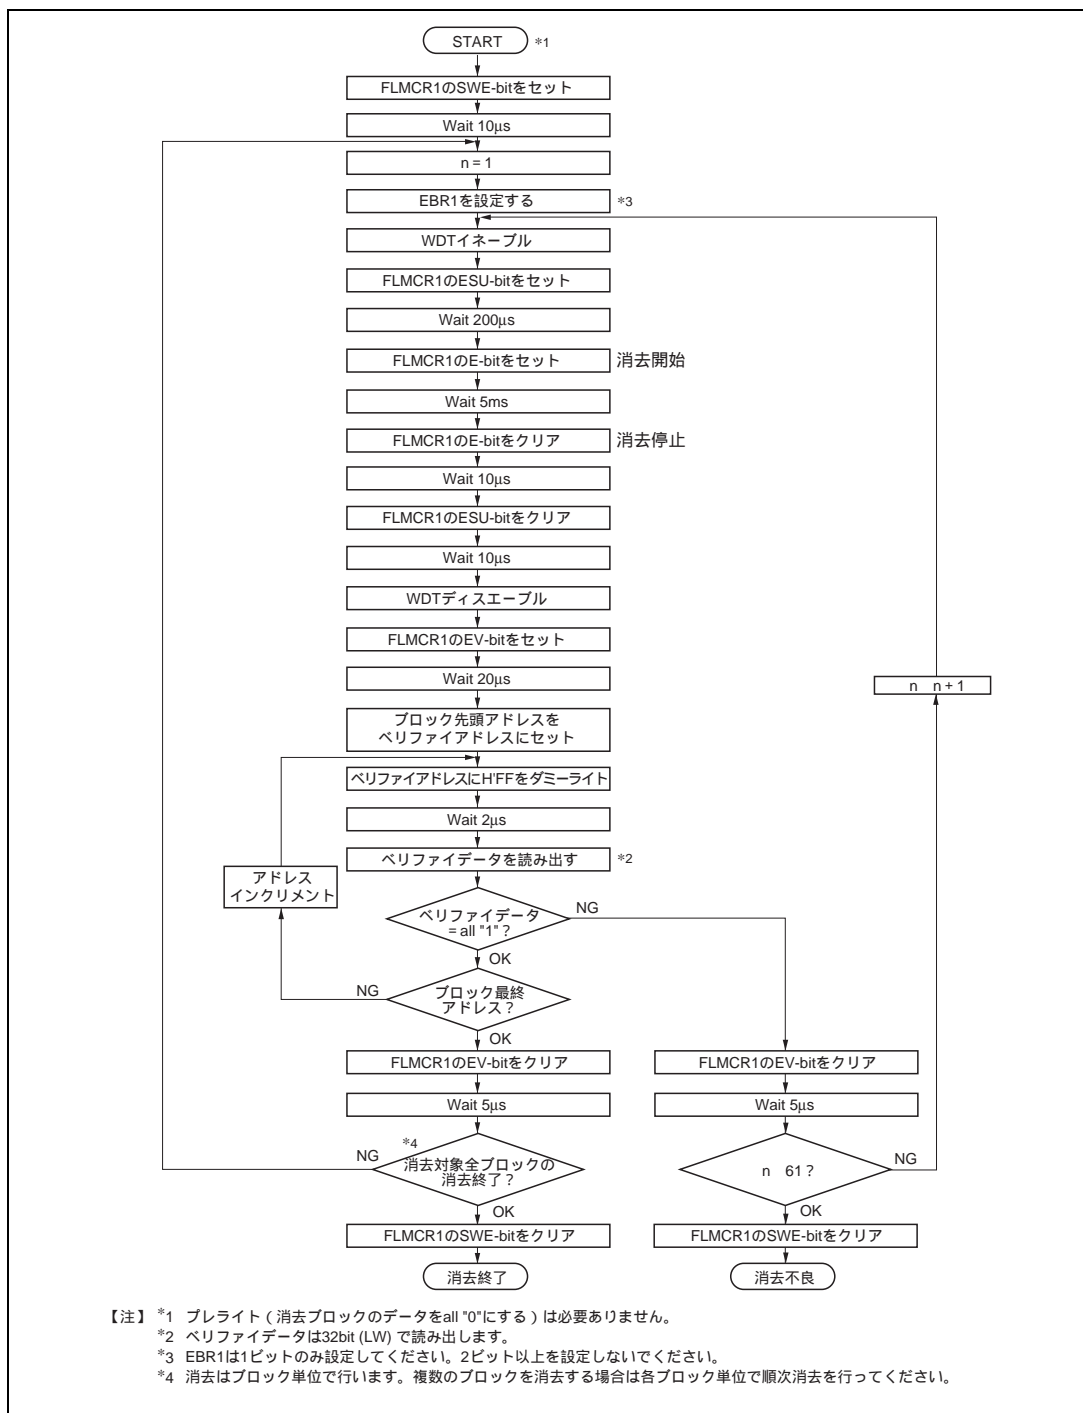 START *1
FLMCR1のSWE-bitをセット
Wait 10μs
n = 1
EBR1を設定する *3
WDTイネーブル
FLMCR1のESU-bitをセット
Wait 200μs
FLMCR1のE-bitをセット 消去開始
Wait 5ms
FLMCR1のE-bitをクリア 消去停止
Wait 10μs
FLMCR1のESU-bitをクリア
Wait 10μs
WDTディスエーブル
FLMCR1のEV-bitをセット
Wait 20μs
n n + 1
ブロック先頭アドレスを
ベリファイアドレスにセット
ベリファイアドレスにH'FFをダミーライト
Wait 2μs
ベリファイデータを読み出す *2
アドレス
インクリメント
ベリファイデータ
= all "1" ?
NG
OK
ブロック最終
アドレス ?
NG
OK
FLMCR1のEV-bitをクリア
FLMCR1のEV-bitをクリア
Wait 5μs
Wait 5μs
*4
消去対象全ブロックの
消去終了 ?
NG
n 61 ?
NG
OK
OK
FLMCR1のSWE-bitをクリア
FLMCR1のSWE-bitをクリア
消去終了
消去不良
【注】 *1 プレライト ( 消去ブロックのデータをall "0"にする ) は必要ありません。
*2 ベリファイデータは32bit (LW) で読み出します。
*3 EBR1は1ビットのみ設定してください。2ビット以上を設定しないでください。
*4 消去はブロック単位で行います。複数のブロックを消去する場合は各ブロック単位で順次消去を行ってください。